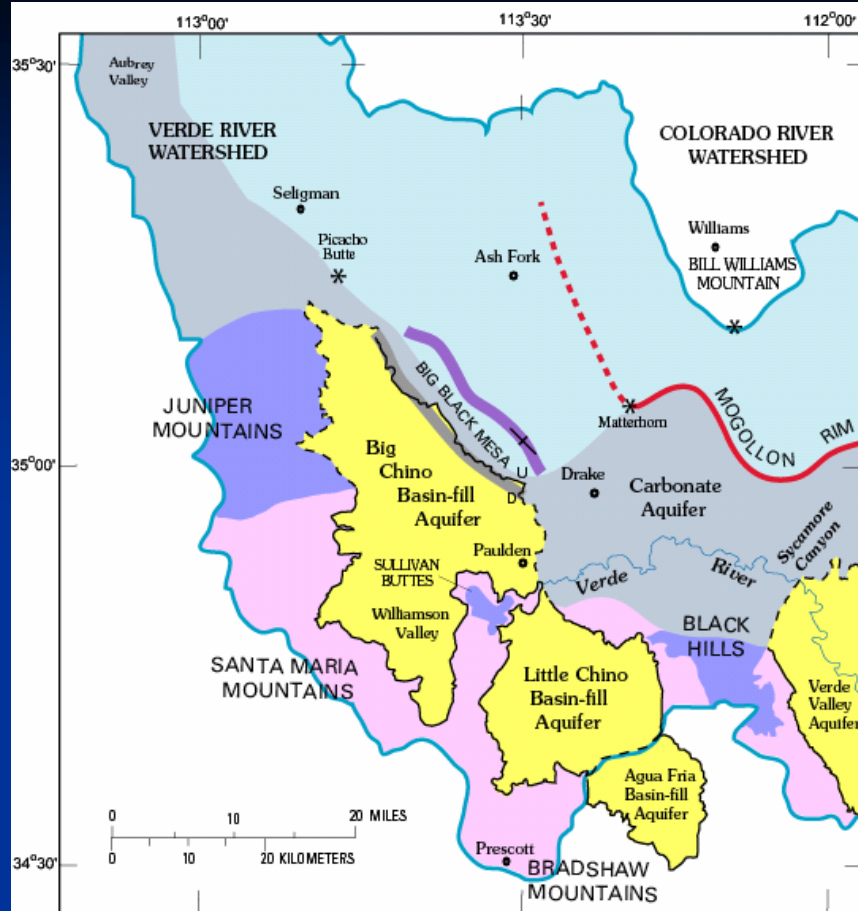 113°00'
113°30'
112°00'
35°30'
Aubrey
Valley
VERDE RIVER
WATERSHED
COLORADO RIVER
WATERSHED
Seligman
Picacho
Butte
Ash Fork
Williams
BILL WILLIAMS
MOUNTAIN
JUNIPER
MOUNTAINS
BIG BLACK MESA
Matterhorn
MOGOLLON
RIM
35°00'
Big
Chino
Basin-fill
Aquifer
U
D
Drake
Carbonate
Aquifer
Sycamore
Canyon
Paulden
SULLIVAN
BUTTES
Verde
River
Williamson
Valley
BLACK
HILLS
SANTA MARIA
MOUNTAINS
Little Chino
Basin-fill
Aquifer
Verde
Valley
Aquifer
Agua Fria
Basin-fill
Aquifer
0 10 20 MILES
0 10 20 KILOMETERS
Prescott
34°30'
BRADSHAW
MOUNTAINS